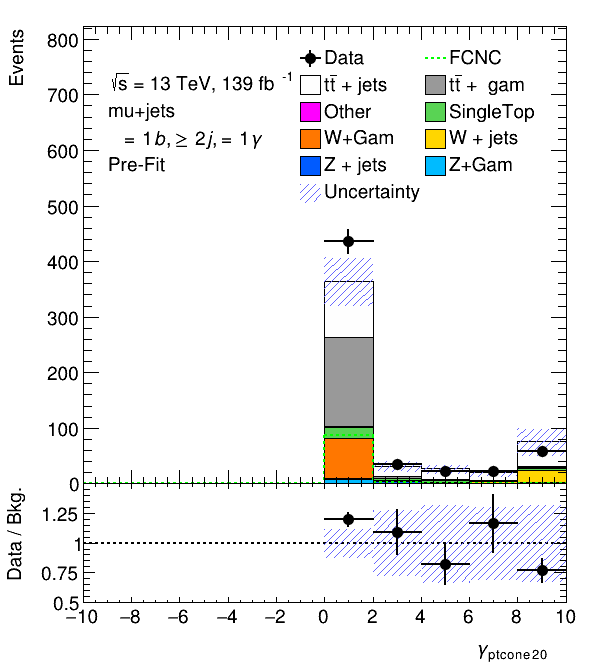 Events
800
700
600
500
400
300
200
100
0
√s = 13 TeV, 139 fb⁻¹
mu+jets
= 1b, ≥ 2j, = 1γ
Pre-Fit
Data
FCNC
tt̄ + jets
tt̄ + gam
Other
SingleTop
W+Gam
W + jets
Z + jets
Z+Gam
Uncertainty
Data / Bkg.
1.25
1
0.75
0.5
−10 −8 −6 −4 −2 0 2 4 6 8 10
γptcone20